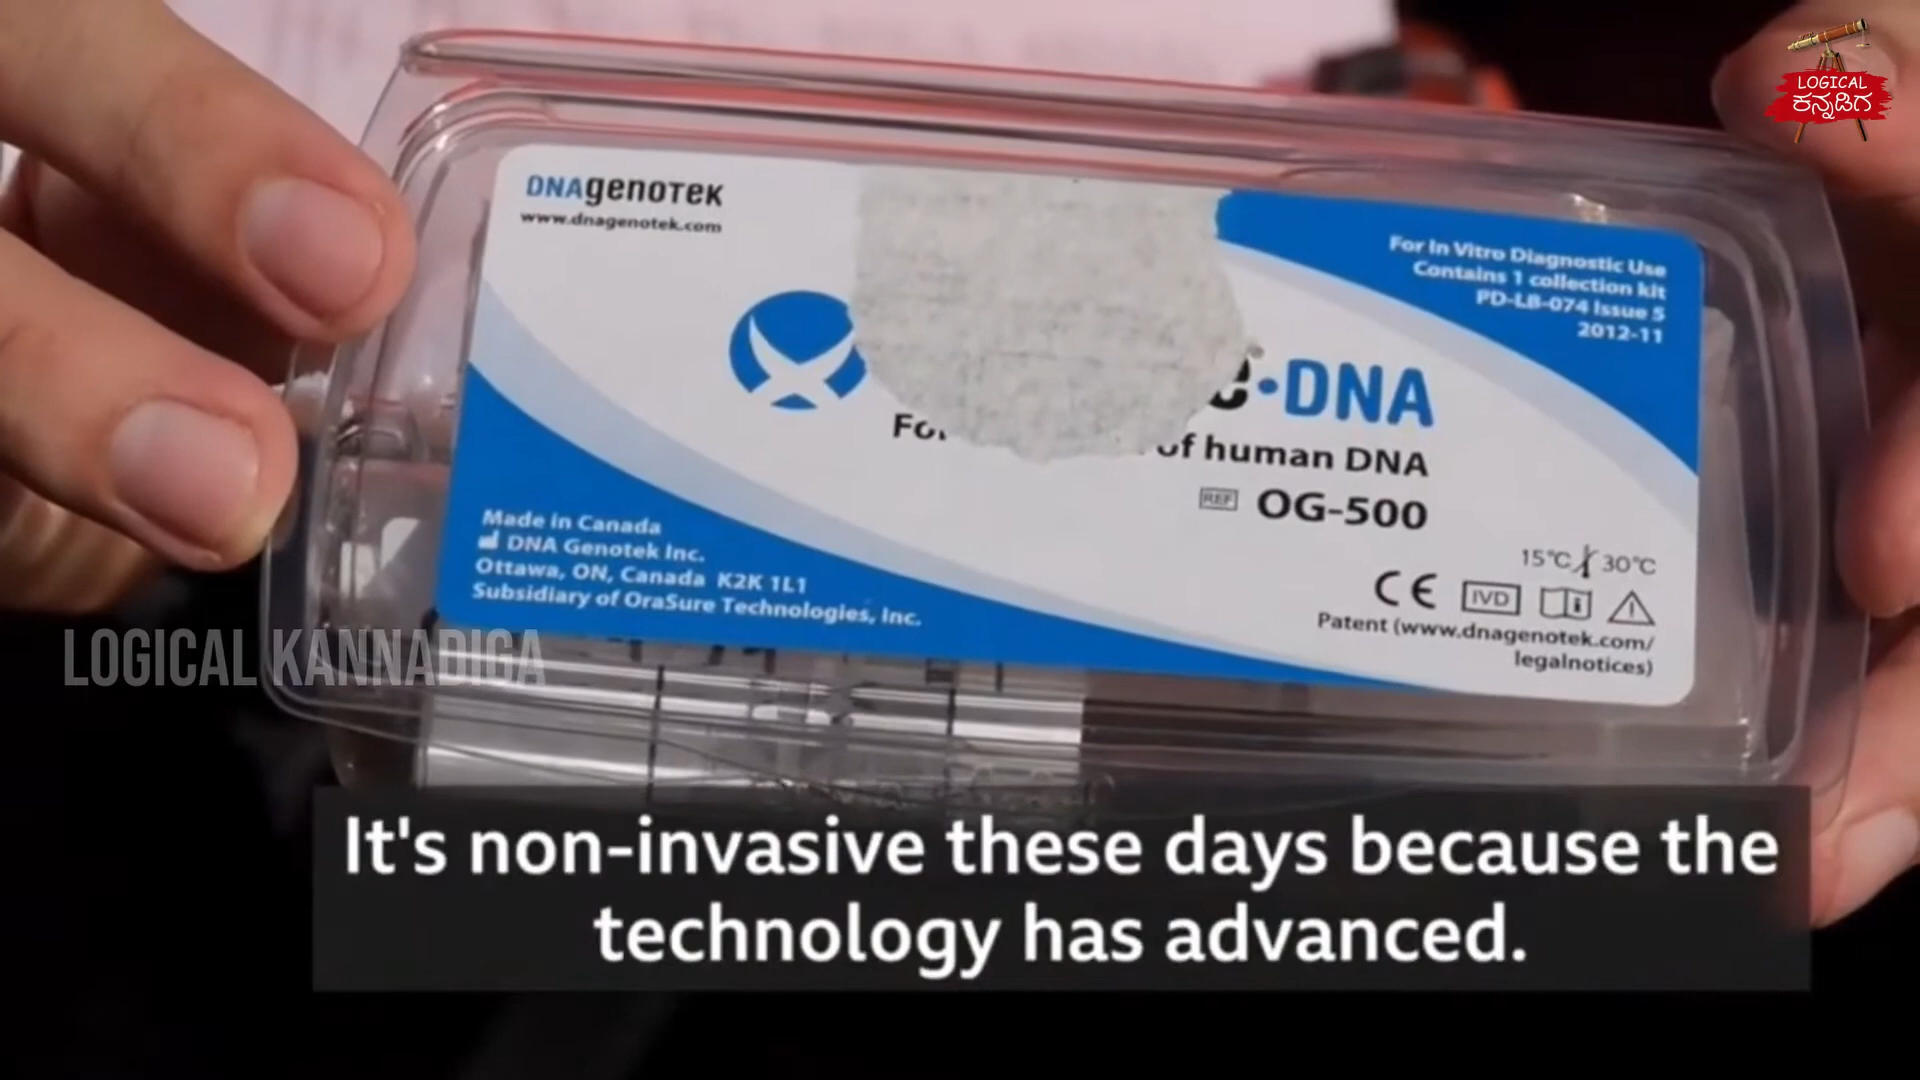 LOGICAL
ಕನ್ನಡಿಗ
DNAgenoTeK
www.dnagenotek.com
For In Vitro Diagnostic Use
Contains 1 collection kit
PD-LB-074 Issue 5
2012-11
DNA
of human DNA
REF OG-500
Made in Canada
DNA Genotek Inc.
Ottawa, ON, Canada K2K 1L1
Subsidiary of OraSure Technologies, Inc.
15°C 30°C
CE IVD
Patent (www.dnagenotek.com/
legalnotices)
LOGICAL KANNADIGA
It's non-invasive these days because the
technology has advanced.